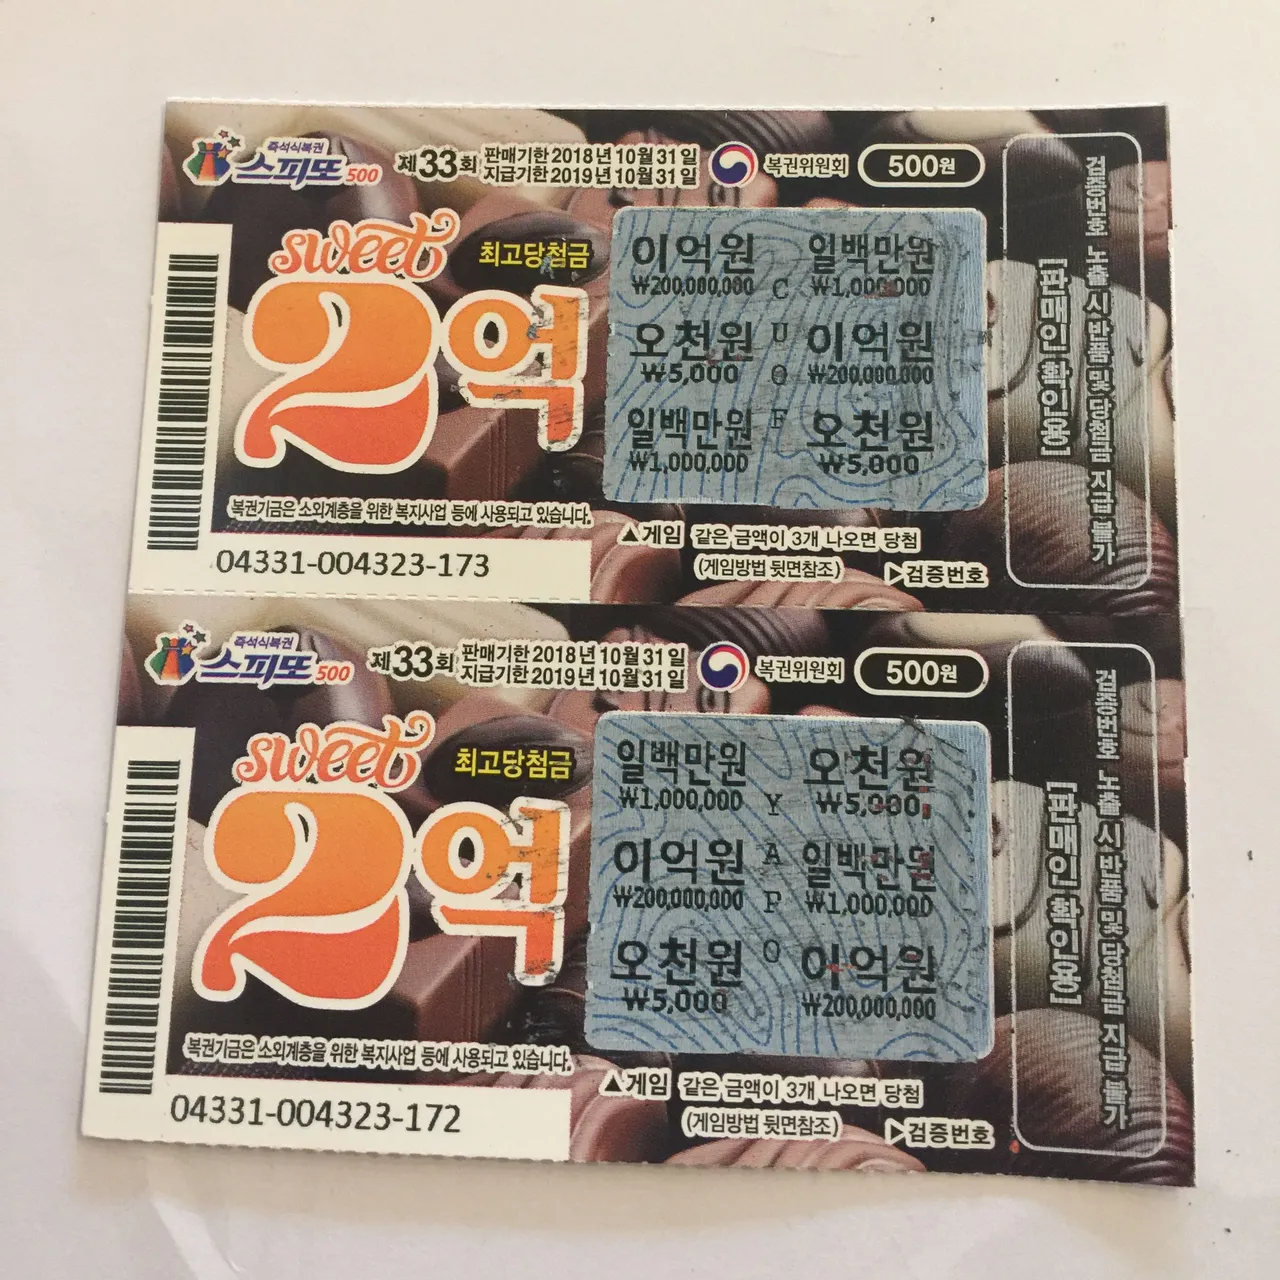 즉석식복권
스피또 500
제33회
판매기한 2018년 10월 31일
지급기한 2019년 10월 31일
복권위원회
500원
sweet
최고당첨금
2억
이억원 일백만원
₩200,000,000 C ₩1,000,000
오천원 U 이억원
₩5,000 O ₩200,000,000
일백만원 F 오천원
₩1,000,000 ₩5,000
복권기금은 소외계층을 위한 복지사업 등에 사용되고 있습니다.
04331-004323-173
▲게임 같은 금액이 3개 나오면 당첨
(게임방법 뒷면참조)
▶검증번호
검증번호 노출 시 반품 및 당첨금 지급 불가
[판매인 확인용]
즉석식복권
스피또 500
제33회
판매기한 2018년 10월 31일
지급기한 2019년 10월 31일
복권위원회
500원
sweet
최고당첨금
2억
일백만원 오천원
₩1,000,000 Y ₩5,000
이억원 A 일백만원
₩200,000,000 P ₩1,000,000
오천원 O 이억원
₩5,000 ₩200,000,000
복권기금은 소외계층을 위한 복지사업 등에 사용되고 있습니다.
04331-004323-172
▲게임 같은 금액이 3개 나오면 당첨
(게임방법 뒷면참조)
▶검증번호
검증번호 노출 시 반품 및 당첨금 지급 불가
[판매인 확인용]